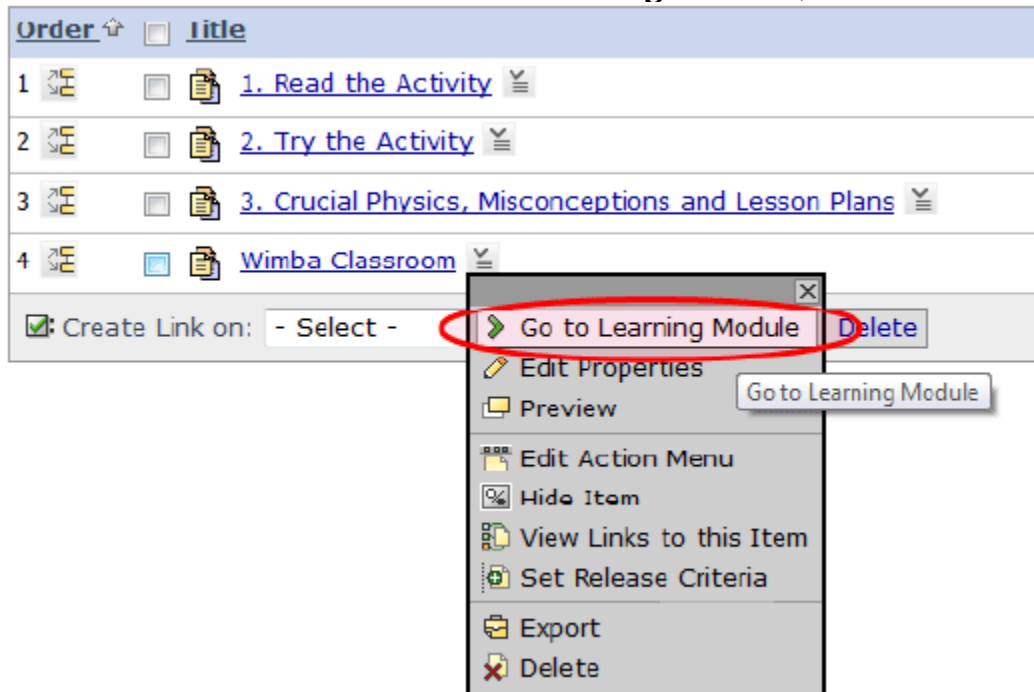 Order Title
1 1. Read the Activity
2 2. Try the Activity
3 3. Crucial Physics, Misconceptions and Lesson Plans
4 Wimba Classroom
Create Link on: - Select - Delete
Go to Learning Module
Edit Properties
Go to Learning Module
Preview
Edit Action Menu
Hide Item
View Links to this Item
Set Release Criteria
Export
Delete